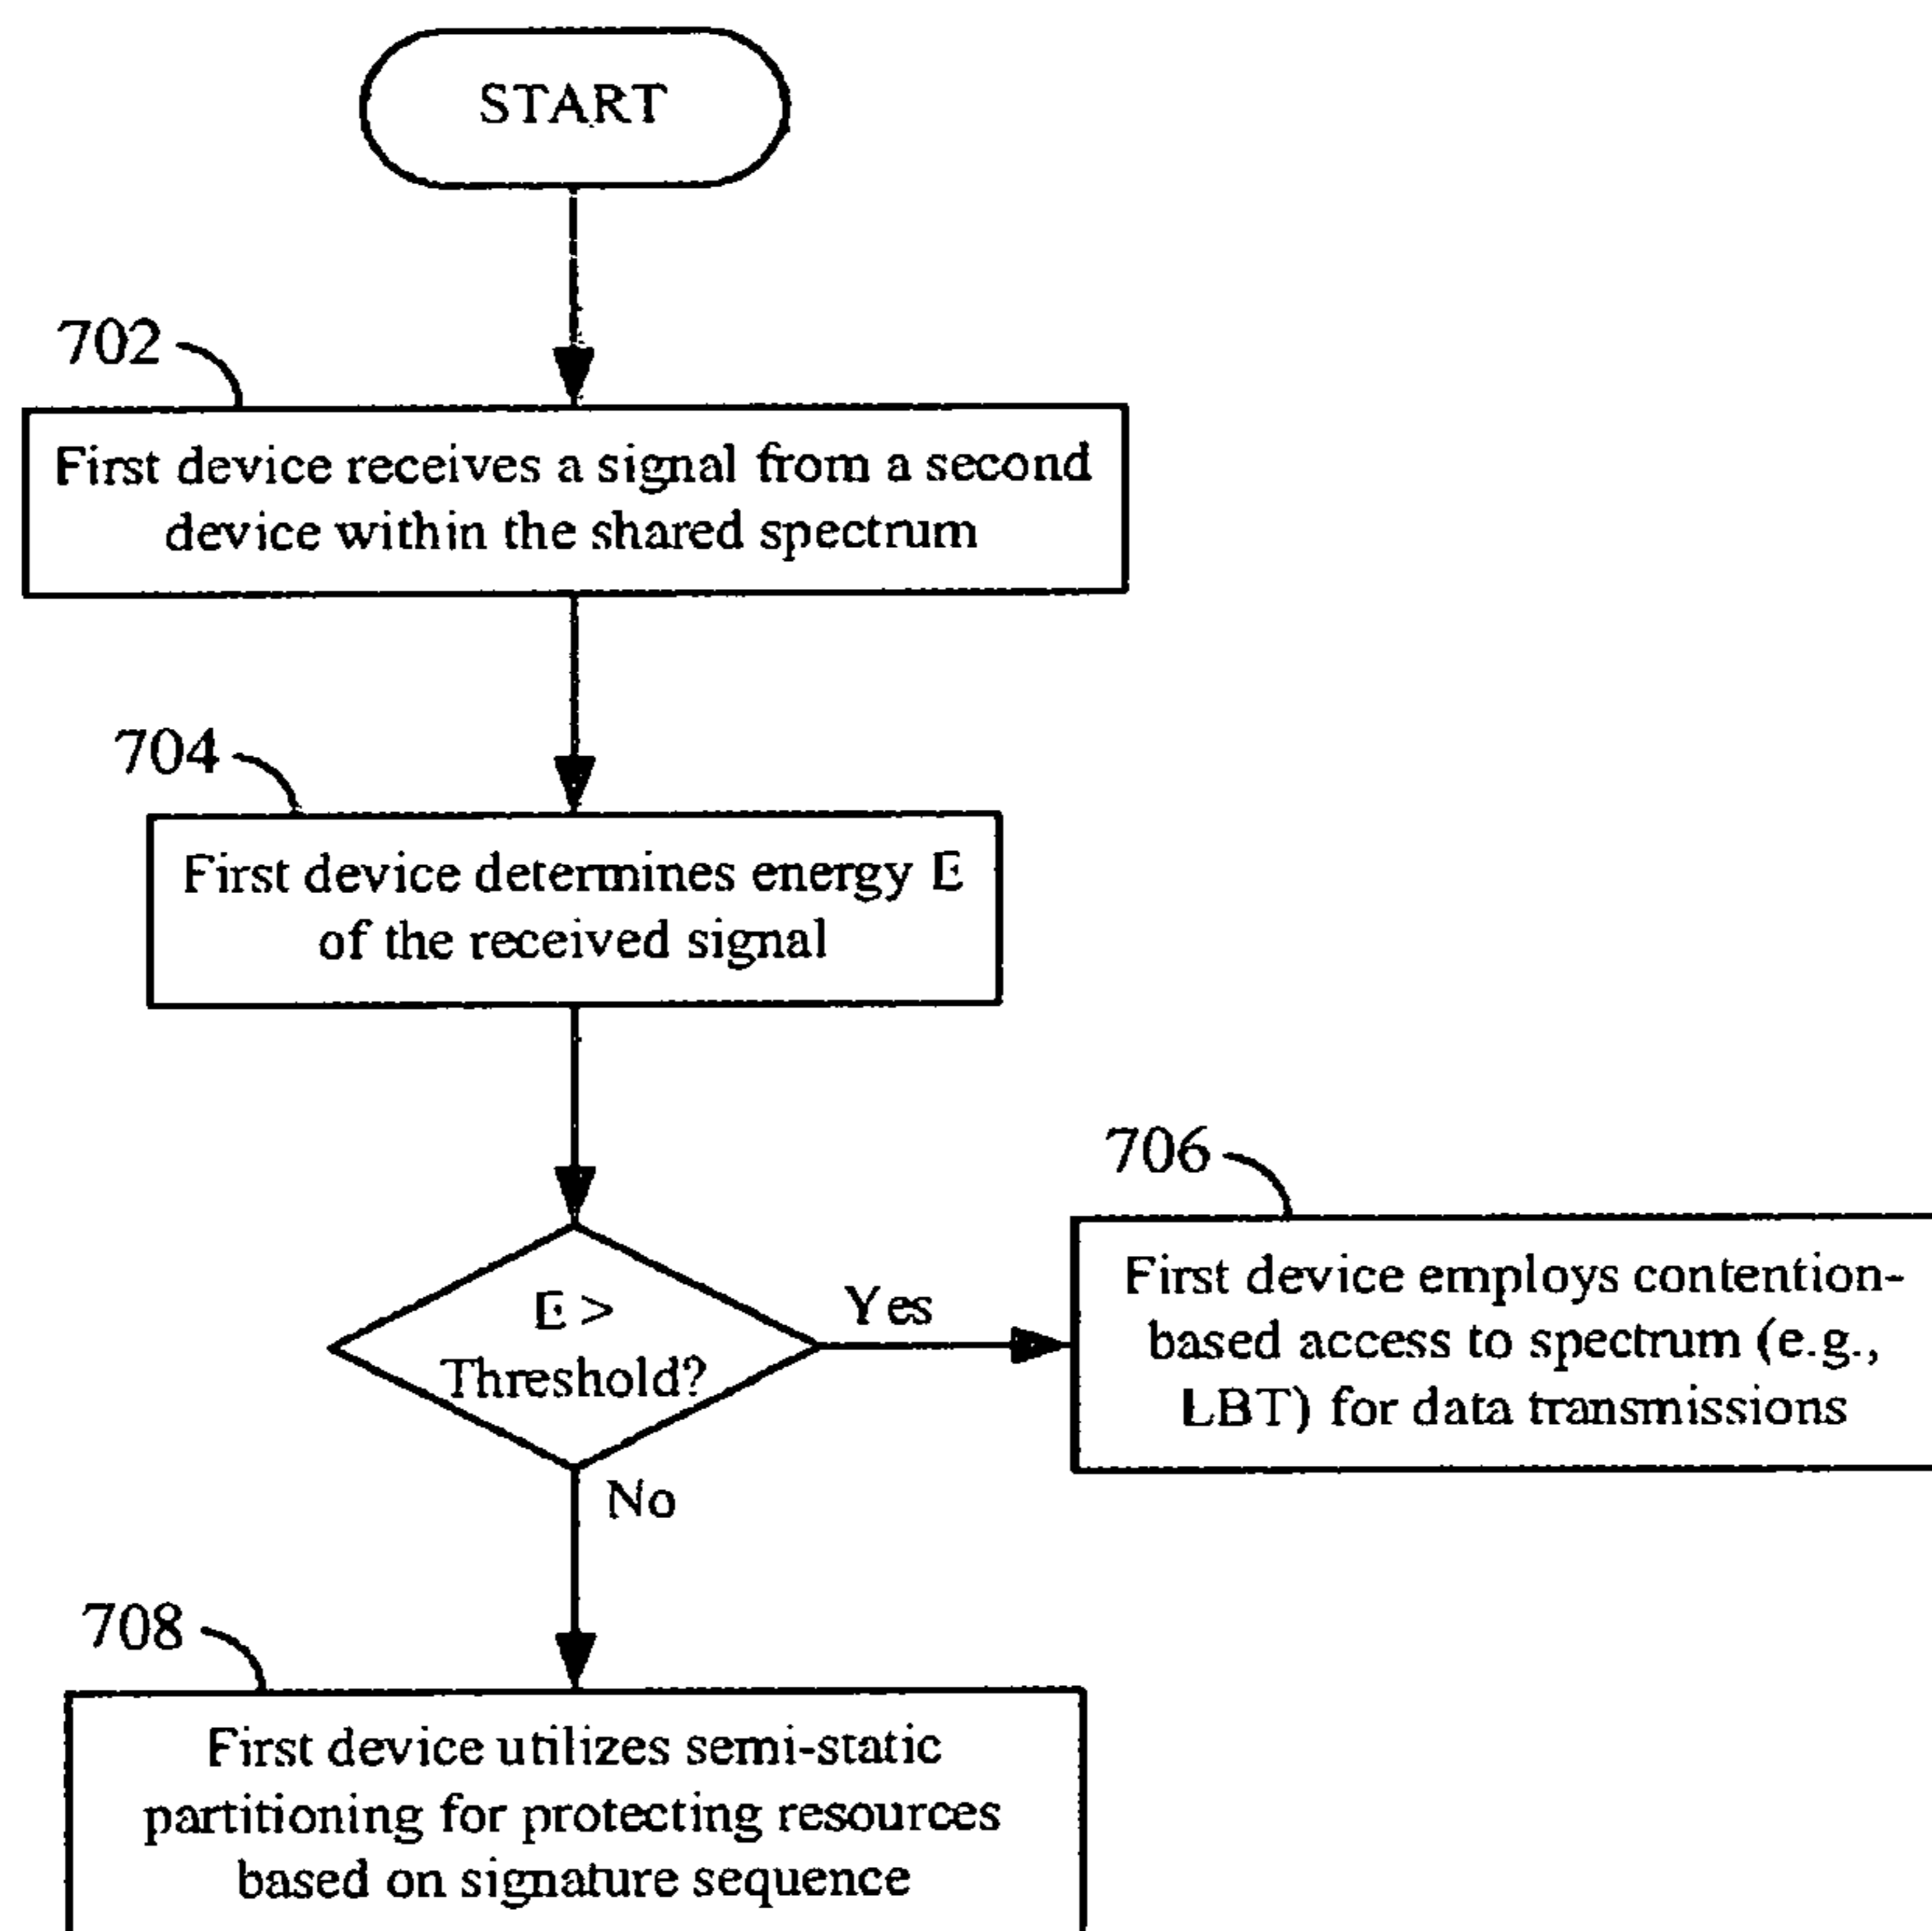 START
702
First device receives a signal from a second
device within the shared spectrum
704
First device determines energy E
of the received signal
E >
Threshold?
Yes
706
First device employs contention-
based access to spectrum (e.g.,
LBT) for data transmissions
No
708
First device utilizes semi-static
partitioning for protecting resources
based on signature sequence